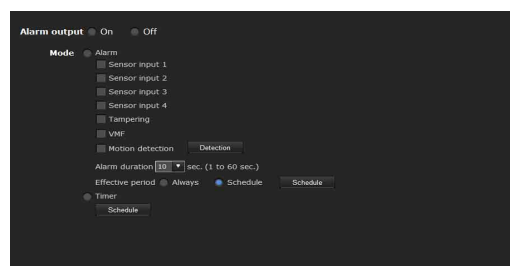 Alarm output On Off
Mode Alarm
Sensor input 1
Sensor input 2
Sensor input 3
Sensor input 4
Tampering
VMF
Motion detection Detection
Alarm duration 10 sec. (1 to 60 sec.)
Effective period Always Schedule Schedule
Timer
Schedule